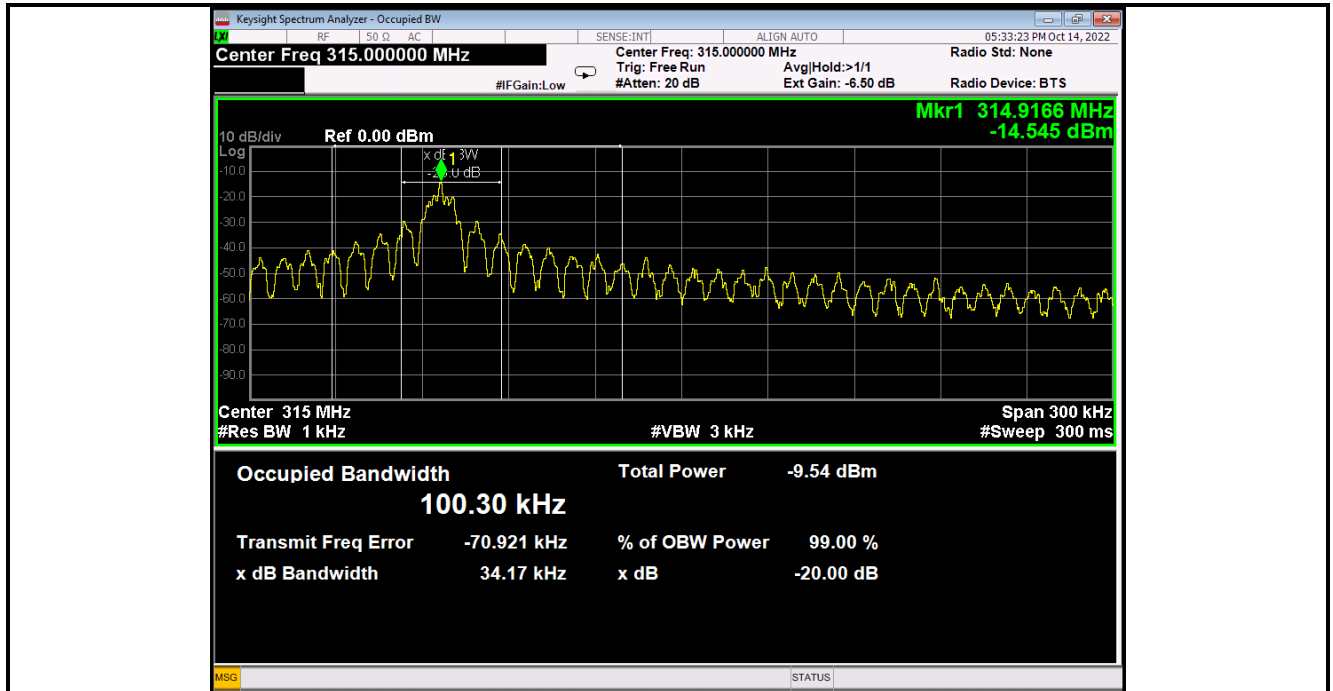 Keysight Spectrum Analyzer - Occupied BW
LXI RF 50 Ω AC SENSE:INT ALIGN AUTO 05:33:23 PM Oct 14, 2022
Center Freq 315.000000 MHz
Center Freq: 315.000000 MHz Radio Std: None
Trig: Free Run Avg|Hold:>1/1
#IFGain:Low #Atten: 20 dB Ext Gain: -6.50 dB Radio Device: BTS
Mkr1 314.9166 MHz
10 dB/div Ref 0.00 dBm -14.545 dBm
Log
1
-10.0
-20.0
-30.0
-40.0
-50.0
-60.0
-70.0
-80.0
-90.0
Center 315 MHz Span 300 kHz
#Res BW 1 kHz #VBW 3 kHz #Sweep 300 ms
Occupied Bandwidth Total Power -9.54 dBm
100.30 kHz
Transmit Freq Error -70.921 kHz % of OBW Power 99.00 %
x dB Bandwidth 34.17 kHz x dB -20.00 dB
MSG STATUS